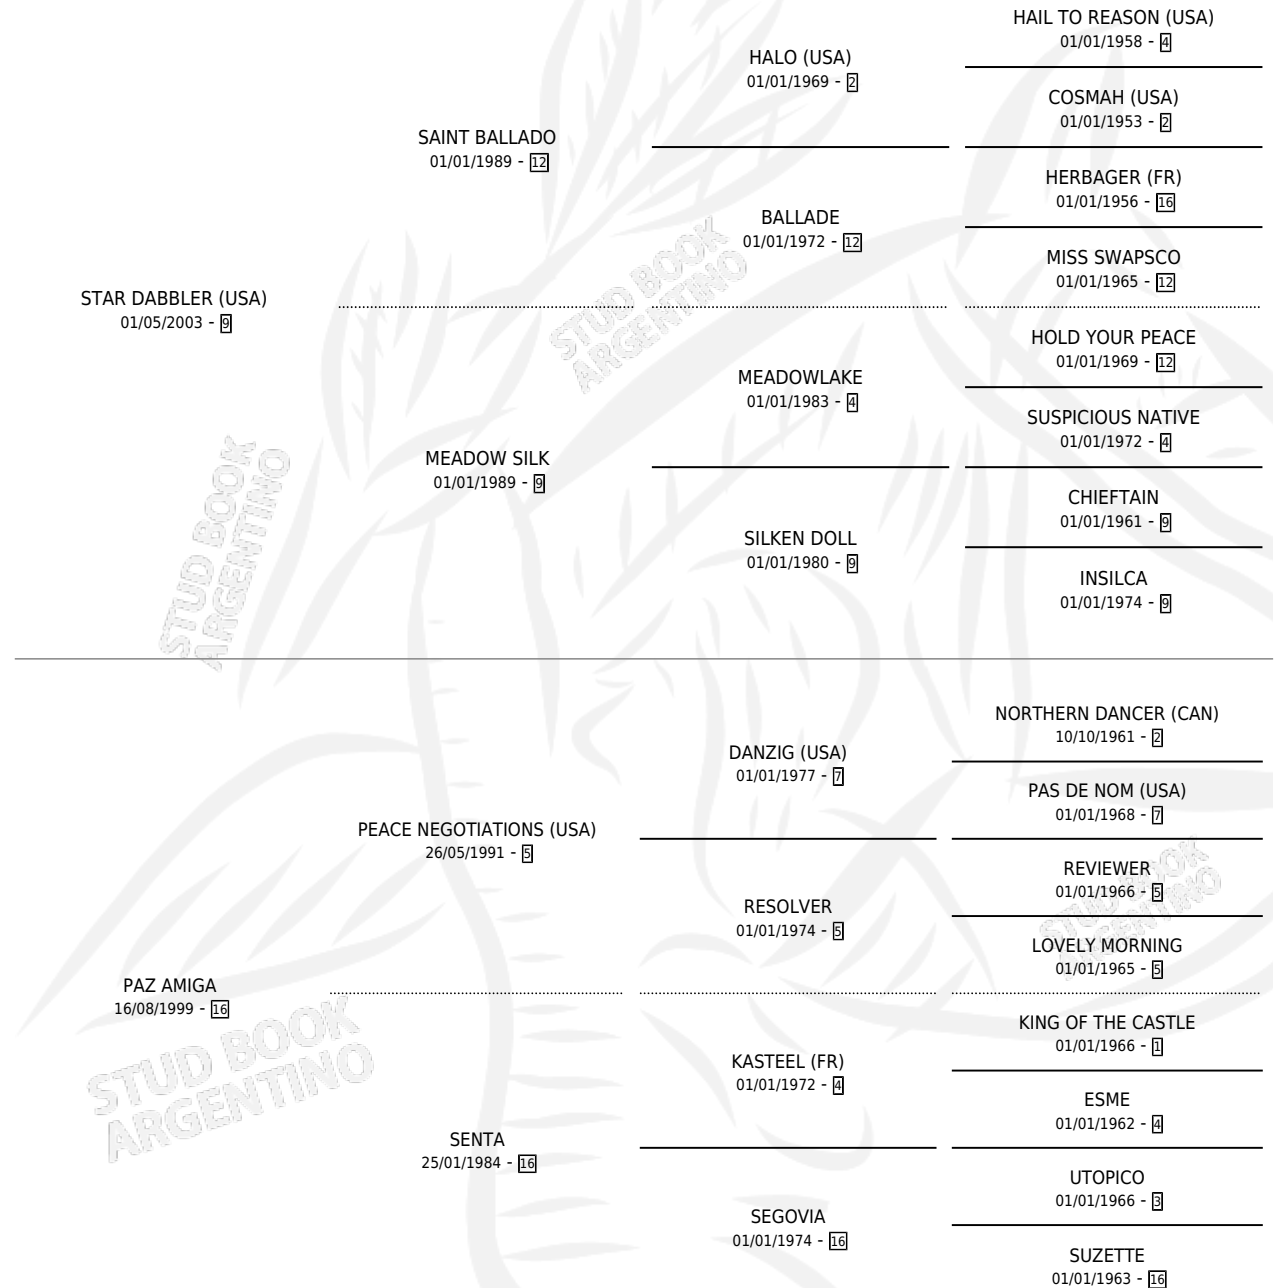 HAIL TO REASON (USA)
01/01/1958 - 4
HALO (USA)
01/01/1969 - 2
COSMAH (USA)
01/01/1953 - 2
SAINT BALLADO
01/01/1989 - 12
HERBAGER (FR)
01/01/1956 - 16
BALLADE
01/01/1972 - 12
MISS SWAPSCO
01/01/1965 - 12
STAR DABBLER (USA)
01/05/2003 - 9
HOLD YOUR PEACE
01/01/1969 - 12
MEADOWLAKE
01/01/1983 - 4
SUSPICIOUS NATIVE
01/01/1972 - 4
MEADOW SILK
01/01/1989 - 9
CHIEFTAIN
01/01/1961 - 9
SILKEN DOLL
01/01/1980 - 9
INSILCA
01/01/1974 - 9
NORTHERN DANCER (CAN)
10/10/1961 - 2
DANZIG (USA)
01/01/1977 - 7
PAS DE NOM (USA)
01/01/1968 - 7
PEACE NEGOTIATIONS (USA)
26/05/1991 - 5
REVIEWER
01/01/1966 - 5
RESOLVER
01/01/1974 - 5
LOVELY MORNING
01/01/1965 - 5
PAZ AMIGA
16/08/1999 - 16
KING OF THE CASTLE
01/01/1966 - 1
KASTEEL (FR)
01/01/1972 - 4
ESME
01/01/1962 - 4
SENTA
25/01/1984 - 16
UTOPICO
01/01/1966 - 3
SEGOVIA
01/01/1974 - 16
SUZETTE
01/01/1963 - 16
STUD BOOK
ARGENTINO
STUD BOOK
ARGENTINO
STUD BOOK
ARGENTINO
STUD BOOK
ARGENTINO